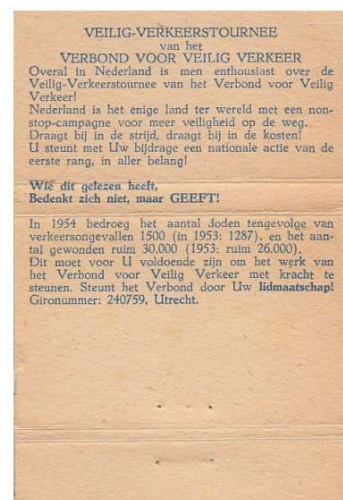 VEILIG-VERKEERSTOURNEE
van het
VERBOND VOOR VEILIG VERKEER
Overal in Nederland is men enthousiast over de
Veilig-Verkeerstournee van het Verbond voor Veilig
Verkeer!
Nederland is het enige land ter wereld met een non-
stop-campagne voor meer veiligheid op de weg.
Draagt bij in de strijd, draagt bij in de kosten!
U steunt met Uw bijdrage een nationale actie van de
eerste rang, in aller belang!
Wie dit gelezen heeft,
Bedenkt zich niet, maar GEEFT!
In 1954 bedroeg het aantal doden tengevolge van
verkeersongevallen 1500 (in 1953: 1287), en het aan-
tal gewonden ruim 30.000 (1953: ruim 26.000).
Dit moet voor U voldoende zijn om het werk van
het Verbond voor Veilig Verkeer met kracht te
steunen. Steunt het Verbond door Uw lidmaatschap!
Gironummer: 240759, Utrecht.